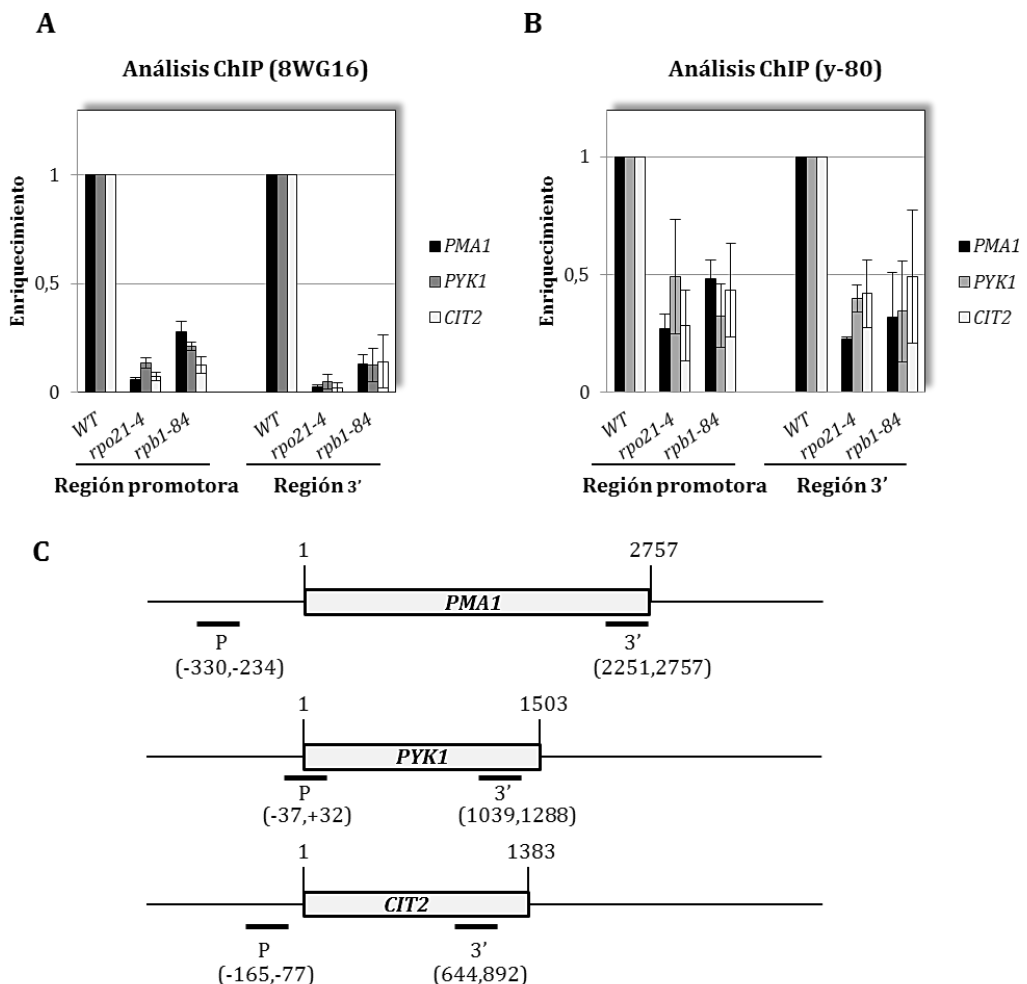 A
Análisis ChIP (8WG16)
Enriquecimiento
1
0,5
0
PMA1
PYK1
CIT2
WT
rpo21-4
rpb1-84
WT
rpo21-4
rpb1-84
Región promotora
Región 3’
B
Análisis ChIP (y-80)
Enriquecimiento
1
0,5
0
PMA1
PYK1
CIT2
WT
rpo21-4
rpb1-84
WT
rpo21-4
rpb1-84
Región promotora
Región 3’
C
1 2757
PMA1
P 3’
(-330,-234) (2251,2757)
1 1503
PYK1
P 3’
(-37,+32) (1039,1288)
1 1383
CIT2
P 3’
(-165,-77) (644,892)